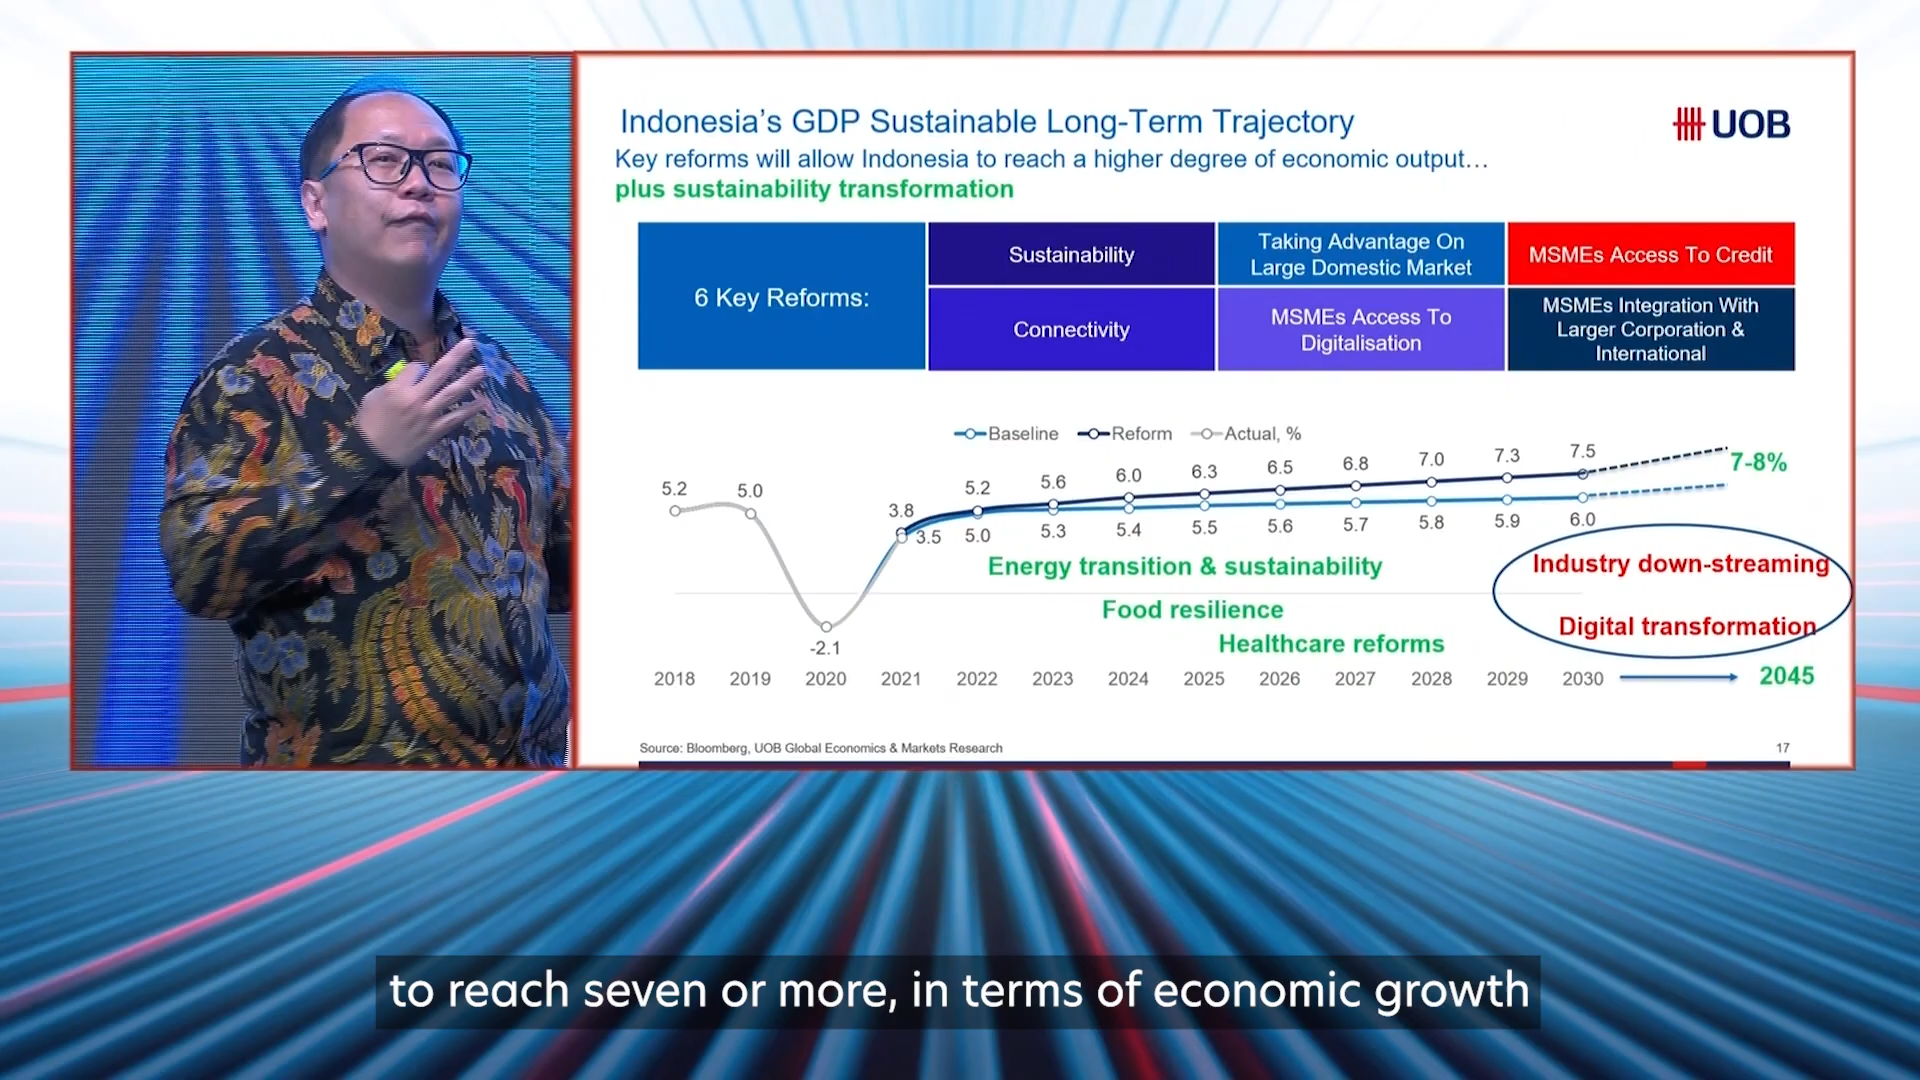 Indonesia's GDP Sustainable Long-Term Trajectory
UOB
Key reforms will allow Indonesia to reach a higher degree of economic output…
plus sustainability transformation
6 Key Reforms:
Sustainability
Taking Advantage On
Large Domestic Market
MSMEs Access To Credit
Connectivity
MSMEs Access To
Digitalisation
MSMEs Integration With
Larger Corporation &
International
Baseline Reform Actual, %
5.2 5.0 -2.1 3.8 5.2 5.6 6.0 6.3 6.5 6.8 7.0 7.3 7.5
7-8%
3.5 5.0 5.3 5.4 5.5 5.6 5.7 5.8 5.9 6.0
Energy transition & sustainability
Food resilience
Healthcare reforms
Industry down-streaming
Digital transformation
2018 2019 2020 2021 2022 2023 2024 2025 2026 2027 2028 2029 2030 2045
Source: Bloomberg, UOB Global Economics & Markets Research
17
to reach seven or more, in terms of economic growth